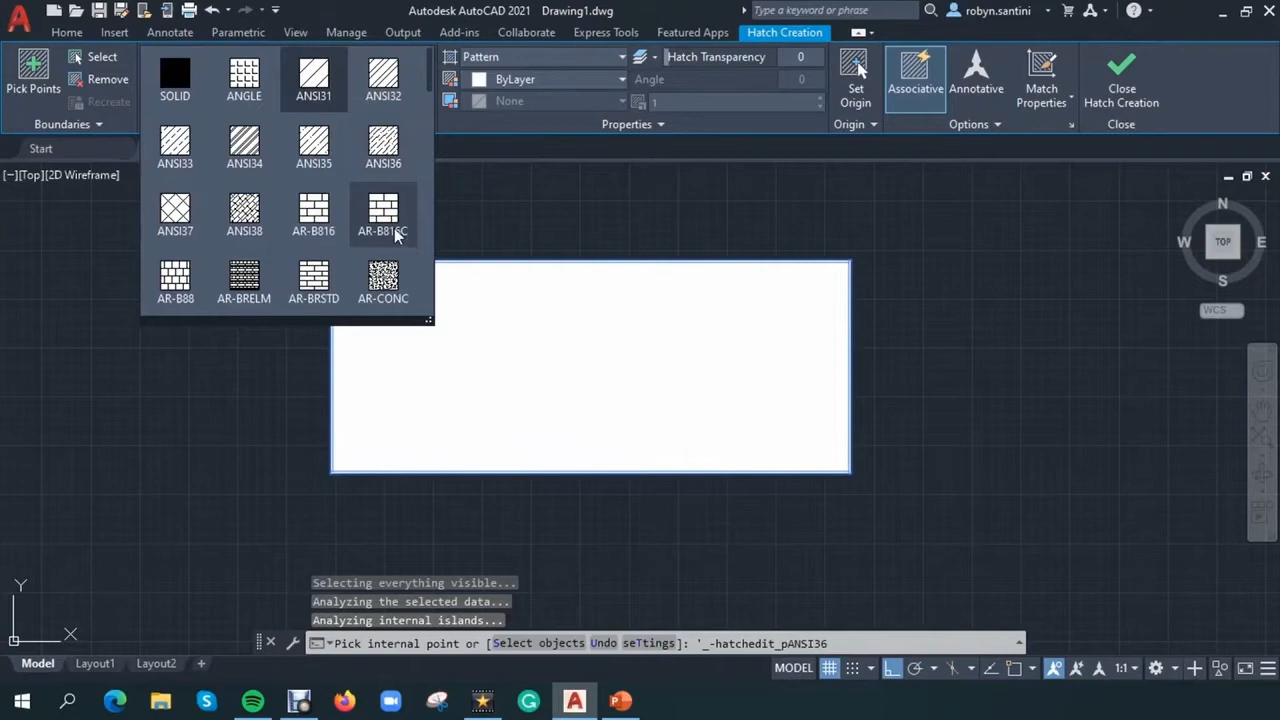 Autodesk AutoCAD 2021 Drawing1.dwg
Type a keyword or phrase
robyn.santini
Home Insert Annotate Parametric View Manage Output Add-ins Collaborate Express Tools Featured Apps Hatch Creation
Pick Points
Select
Remove
Recreate
Boundaries
SOLID ANGLE ANSI31 ANSI32
ANSI33 ANSI34 ANSI35 ANSI36
ANSI37 ANSI38 AR-B816 AR-B816C
AR-B88 AR-BRELM AR-BRSTD AR-CONC
Pattern
Hatch Transparency 0
ByLayer
Angle 0
None
1
Properties
Set
Origin
Origin
Associative
Annotative
Match
Properties
Options
Close
Hatch Creation
Close
Start
[−][Top][2D Wireframe]
N
W TOP E
S
WCS
Selecting everything visible...
Analyzing the selected data...
Analyzing internal islands...
Pick internal point or [Select objects Undo seTtings]: '_-hatchedit_pANSI36
Y
X
Model Layout1 Layout2 +
MODEL
1:1